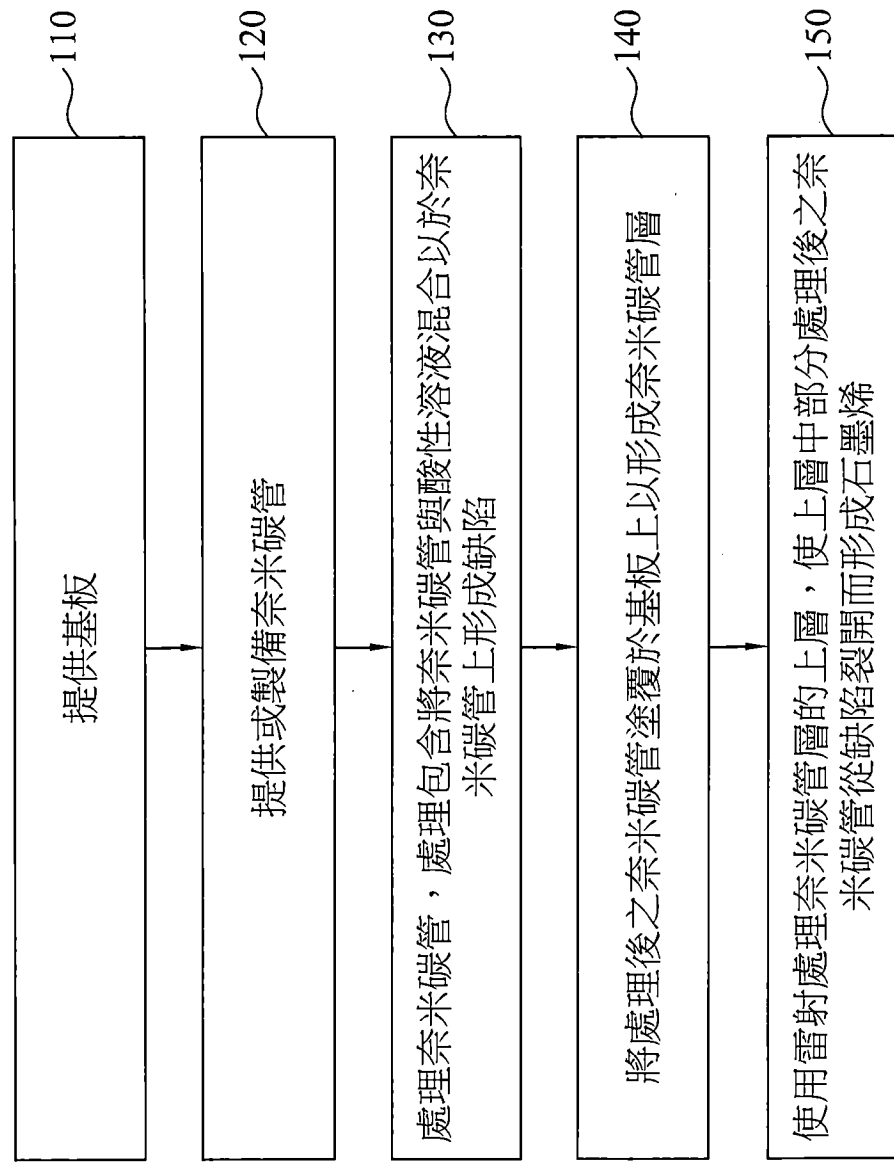 提供基板
110
提供或製備奈米碳管
120
處理奈米碳管，處理包含將奈米碳管與酸性溶液混合以於奈
米碳管上形成缺陷
130
將處理後之奈米碳管塗覆於基板上以形成奈米碳管層
140
使用雷射處理奈米碳管層的上層，使上層中部分處理後之奈
米碳管從缺陷裂開而形成石墨烯
150